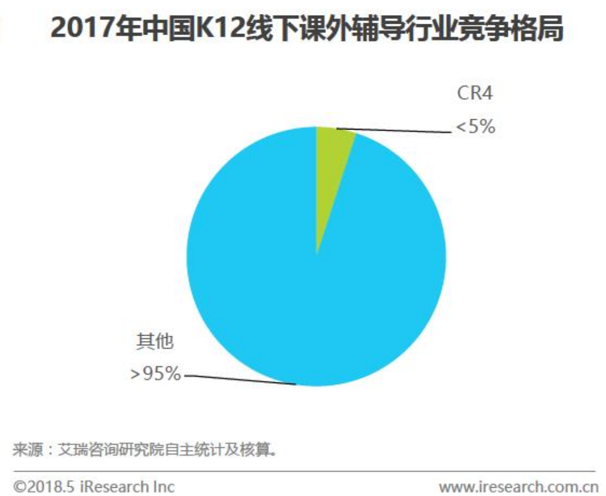 2017年中国K12线下课外辅导行业竞争格局
CR4
<5%
其他
>95%
来源：艾瑞咨询研究院自主统计及核算。
©2018.5 iResearch Inc
www.iresearch.com.cn